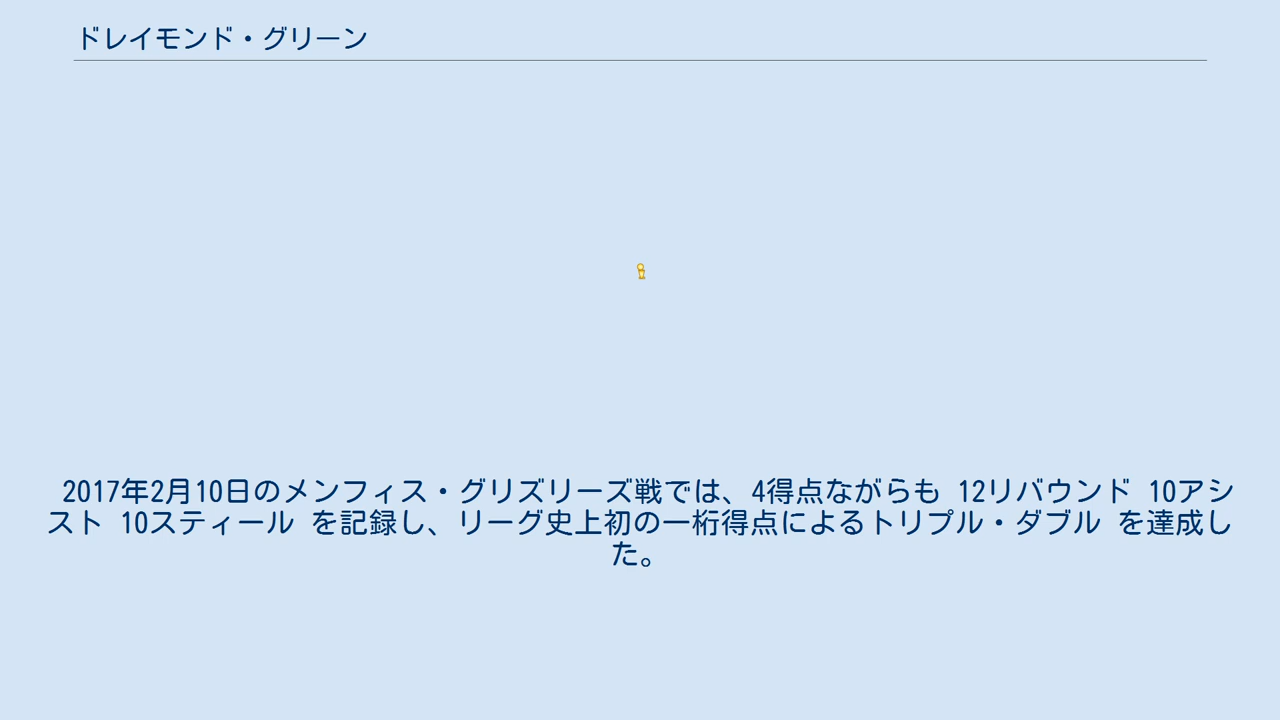 ドレイモンド・グリーン
2017年2月10日のメンフィス・グリズリーズ戦では、4得点ながらも 12リバウンド 10アシ
スト 10スティール を記録し、リーグ史上初の一桁得点によるトリプル・ダブル を達成し
た。